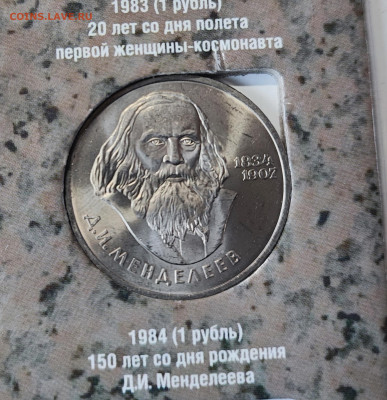 COINS.LAVE.RU
1983 (1 рубль)
20 лет со дня полета
первой женщины-космонавта
1834
1907
Д.И.МЕНДЕЛЕЕВ
1984 (1 рубль)
150 лет со дня рождения
Д.И. Менделеева